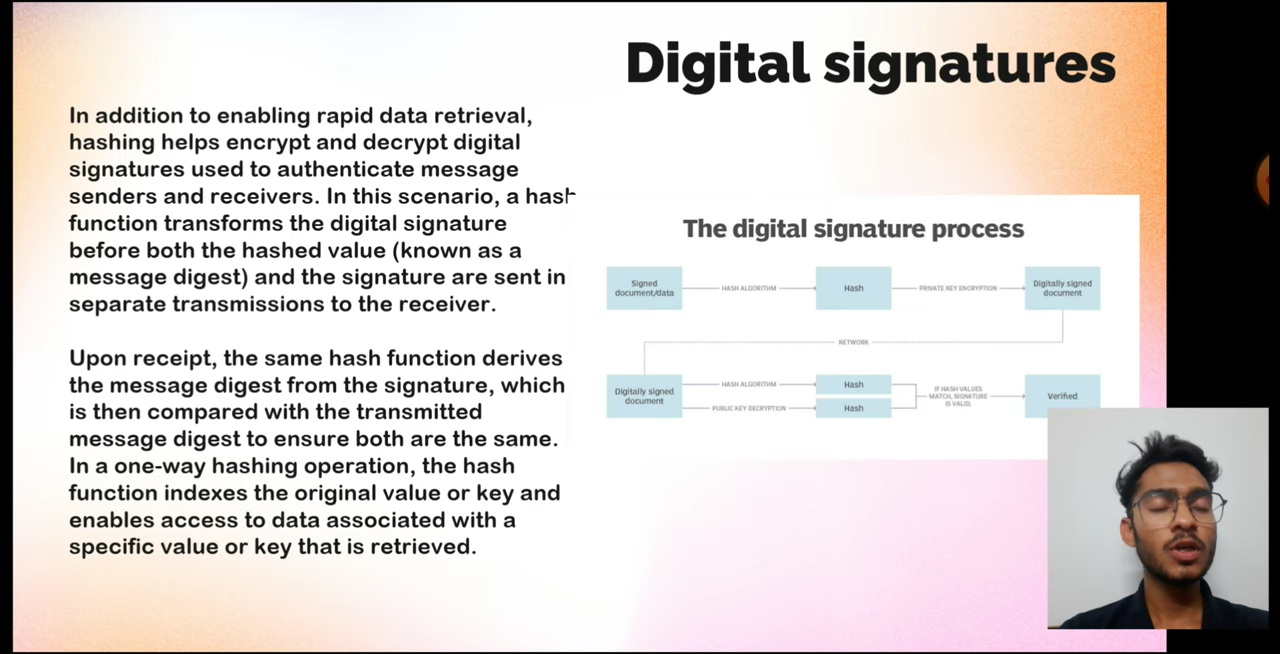 Digital signatures
In addition to enabling rapid data retrieval,
hashing helps encrypt and decrypt digital
signatures used to authenticate message
senders and receivers. In this scenario, a hash
function transforms the digital signature
before both the hashed value (known as a
message digest) and the signature are sent in
separate transmissions to the receiver.
Upon receipt, the same hash function derives
the message digest from the signature, which
is then compared with the transmitted
message digest to ensure both are the same.
In a one-way hashing operation, the hash
function indexes the original value or key and
enables access to data associated with a
specific value or key that is retrieved.
The digital signature process
Signed
document/data
HASH ALGORITHM
Hash
PRIVATE KEY ENCRYPTION
Digitally signed
document
NETWORK
Digitally signed
document
HASH ALGORITHM
Hash
PUBLIC KEY DECRYPTION
Hash
IF HASH VALUES
MATCH, SIGNATURE
IS VALID.
Verified